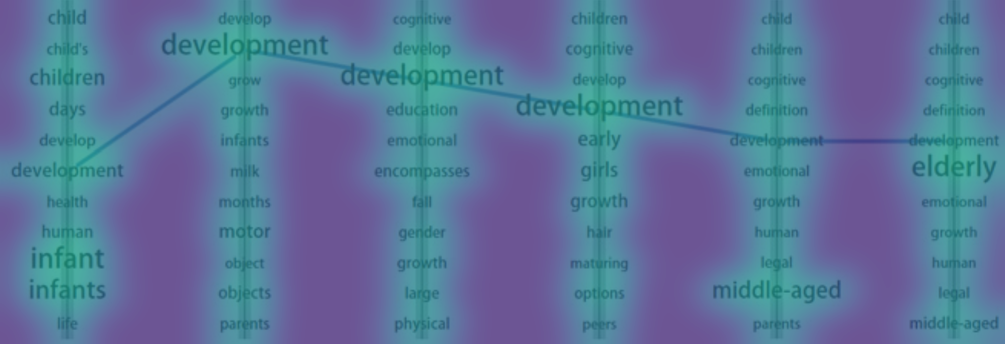 child develop cognitive children child child
child's development develop cognitive children children
children grow development develop cognitive cognitive
days growth education development definition definition
develop infants emotional early development development
development milk encompasses girls emotional elderly
health months fall growth growth emotional
human motor gender hair human growth
infant object growth maturing legal human
infants objects large options middle-aged legal
life parents physical peers parents middle-aged